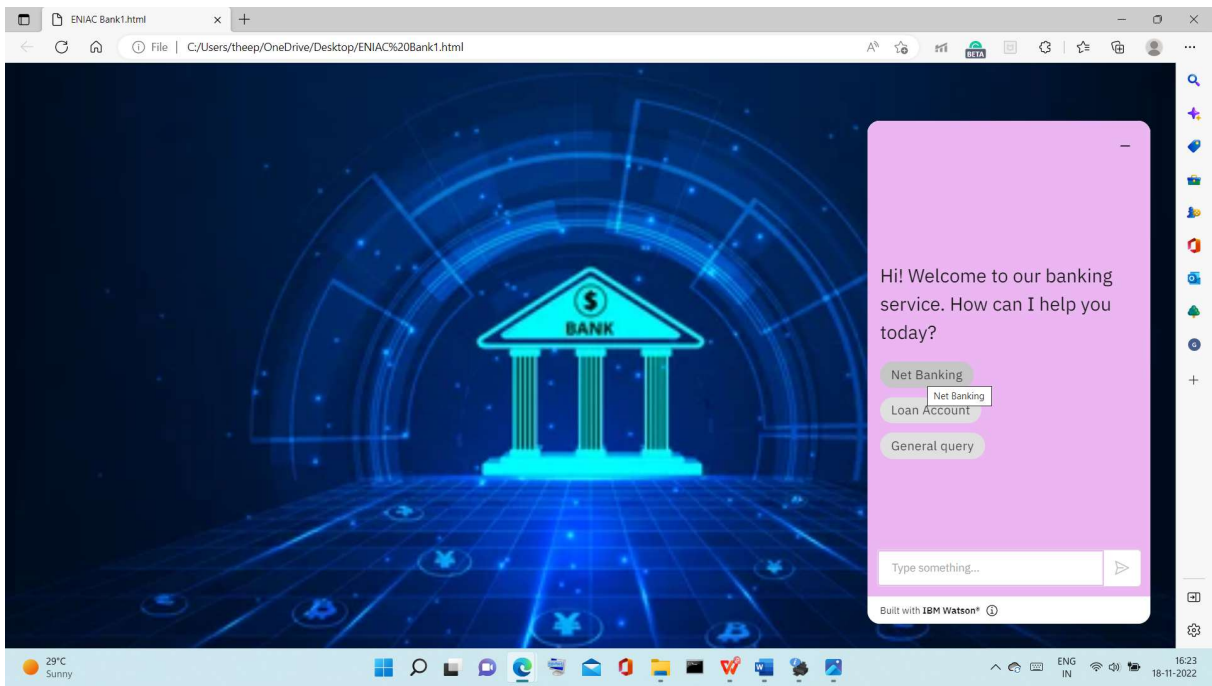 ENIAC Bank1.html
File | C:/Users/theep/OneDrive/Desktop/ENIAC%20Bank1.html
BETA
$
BANK
Hi! Welcome to our banking
service. How can I help you
today?
Net Banking
Net Banking
Loan Account
General query
Type something...
Built with IBM Watson®
29°C
Sunny
ENG
IN
16:23
18-11-2022